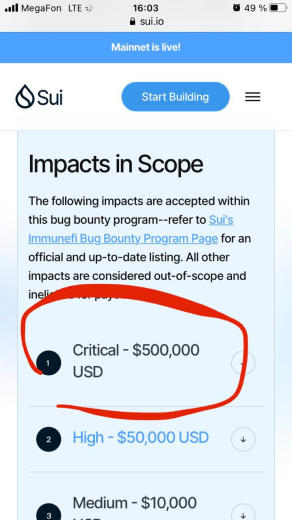 MegaFon LTE 16:03 49 %
sui.io
Mainnet is live!
Sui Start Building
Impacts in Scope
The following impacts are accepted within
this bug bounty program--refer to Sui's
Immunefi Bug Bounty Program Page for an
official and up-to-date listing. All other
impacts are considered out-of-scope and
1 Critical - $500,000
USD
2 High - $50,000 USD
3 Medium - $10,000
USD